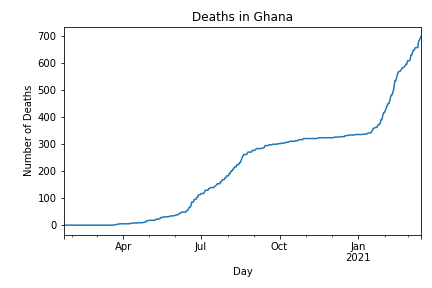 Deaths in Ghana
700
600
500
400
300
200
100
0
Number of Deaths
Apr
Jul
Oct
Jan
2021
Day